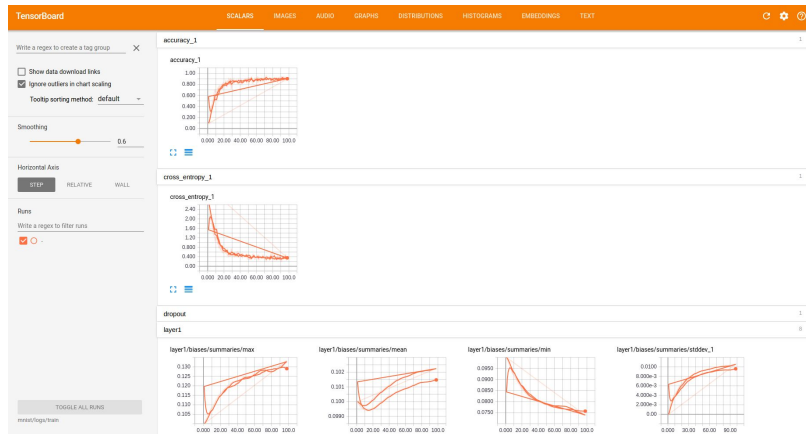 TensorBoard
SCALARS IMAGES AUDIO GRAPHS DISTRIBUTIONS HISTOGRAMS EMBEDDINGS TEXT
Write a regex to create a tag group
Show data download links
Ignore outliers in chart scaling
Tooltip sorting method: default
Smoothing
0.6
Horizontal Axis
STEP RELATIVE WALL
Runs
Write a regex to filter runs
.
TOGGLE ALL RUNS
mnist/logs/train
accuracy_1 1
accuracy_1
1.00
0.800
0.600
0.400
0.200
0.00
0.000 20.00 40.00 60.00 80.00 100.0
cross_entropy_1 1
cross_entropy_1
2.40
2.00
1.60
1.20
0.800
0.400
0.00
0.000 20.00 40.00 60.00 80.00 100.0
dropout 1
layer1 8
layer1/biases/summaries/max
0.130
0.125
0.120
0.115
0.110
0.105
0.000 20.00 40.00 60.00 80.00 100.0
layer1/biases/summaries/mean
0.102
0.101
0.100
0.0990
0.000 20.00 40.00 60.00 80.00 100.0
layer1/biases/summaries/min
0.0950
0.0900
0.0850
0.0800
0.0750
0.000 20.00 40.00 60.00 80.00 100.0
layer1/biases/summaries/stddev_1
0.0100
8.000e-3
6.000e-3
4.000e-3
2.000e-3
0.00
0.000 30.00 60.00 90.00